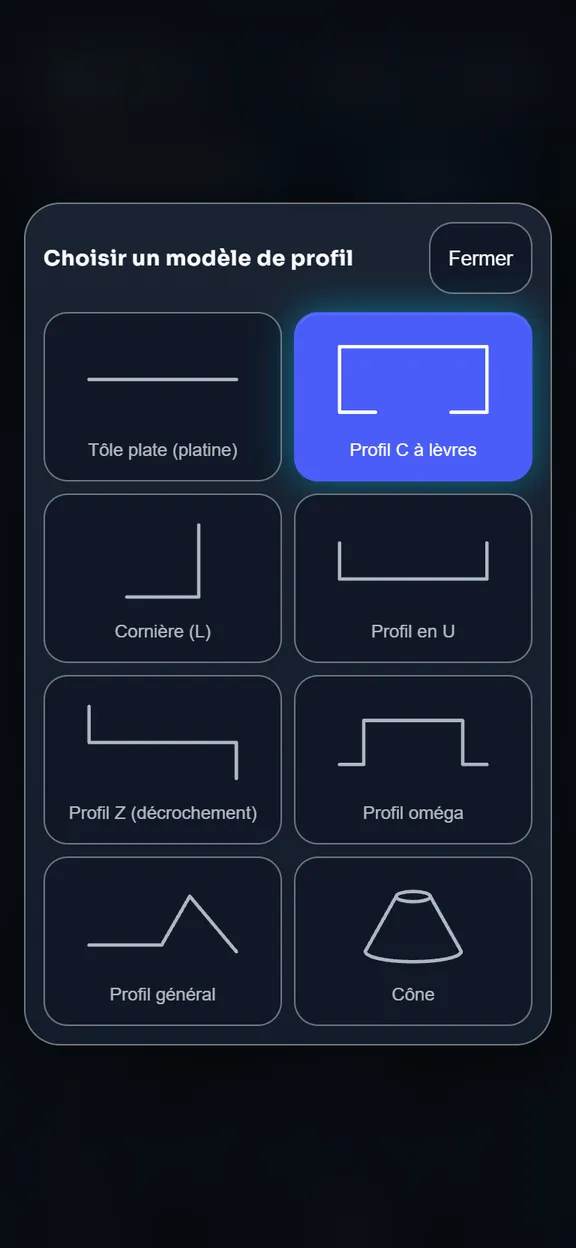 Choisir un modèle de profil
Fermer
Tôle plate (platine)
Profil C à lèvres
Cornière (L)
Profil en U
Profil Z (décrochement)
Profil oméga
Profil général
Cône